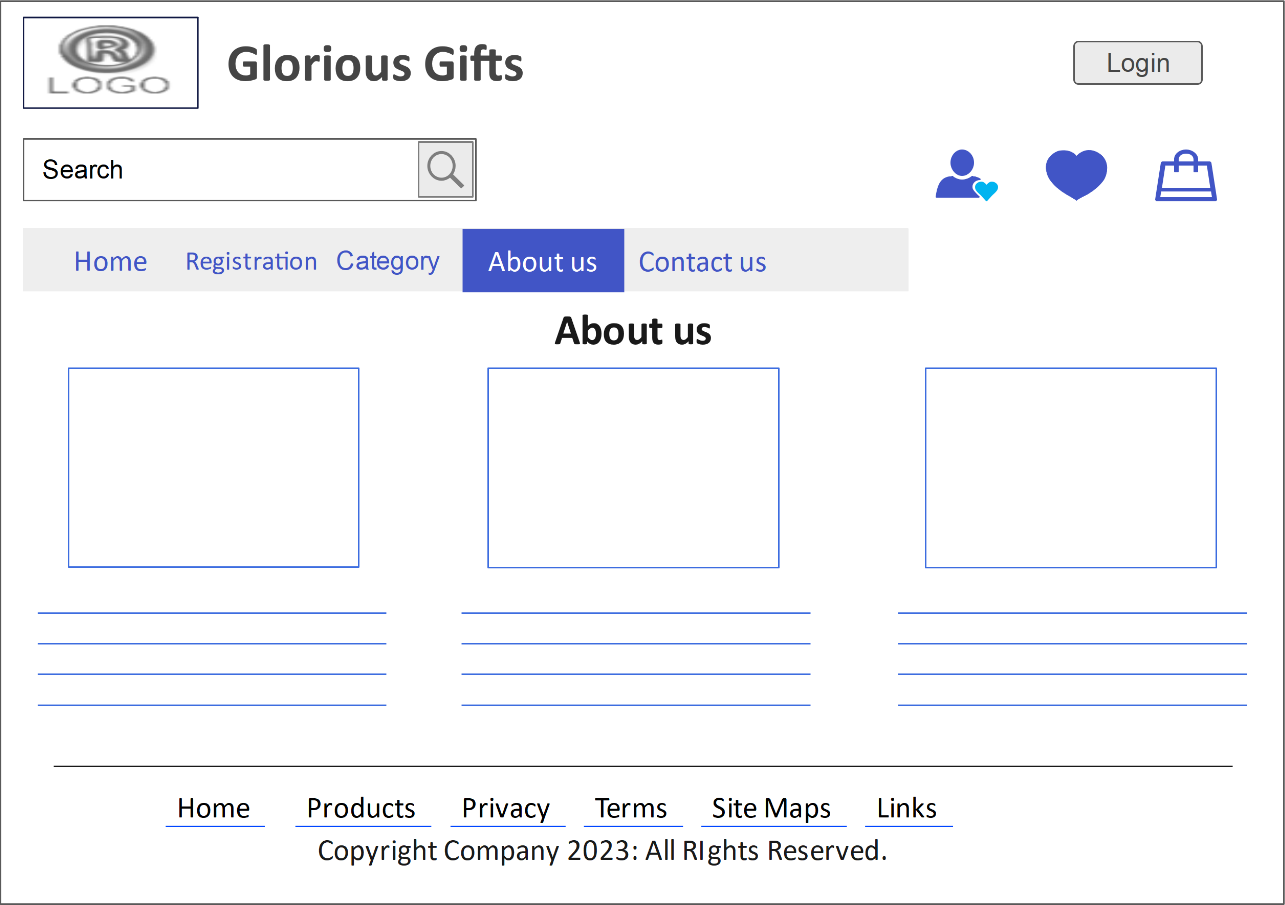 R
LOGO
Glorious Gifts
Login
Search
Home Registration Category About us Contact us
About us
Home Products Privacy Terms Site Maps Links
Copyright Company 2023: All RIghts Reserved.